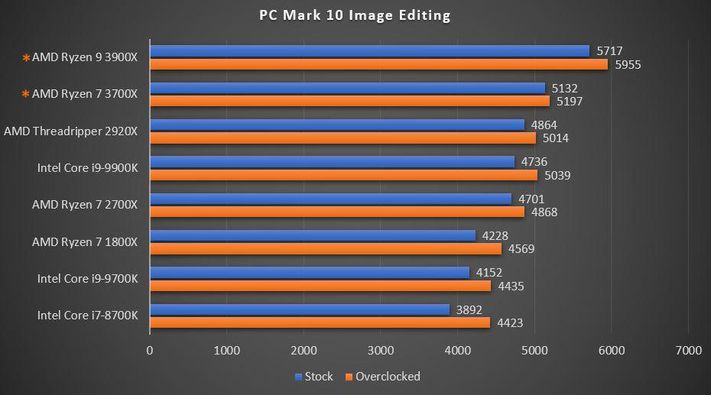 PC Mark 10 Image Editing
* AMD Ryzen 9 3900X
5717
5955
* AMD Ryzen 7 3700X
5132
5197
AMD Threadripper 2920X
4864
5014
Intel Core i9-9900K
4736
5039
AMD Ryzen 7 2700X
4701
4868
AMD Ryzen 7 1800X
4228
4569
Intel Core i9-9700K
4152
4435
Intel Core i7-8700K
3892
4423
0 1000 2000 3000 4000 5000 6000 7000
Stock Overclocked